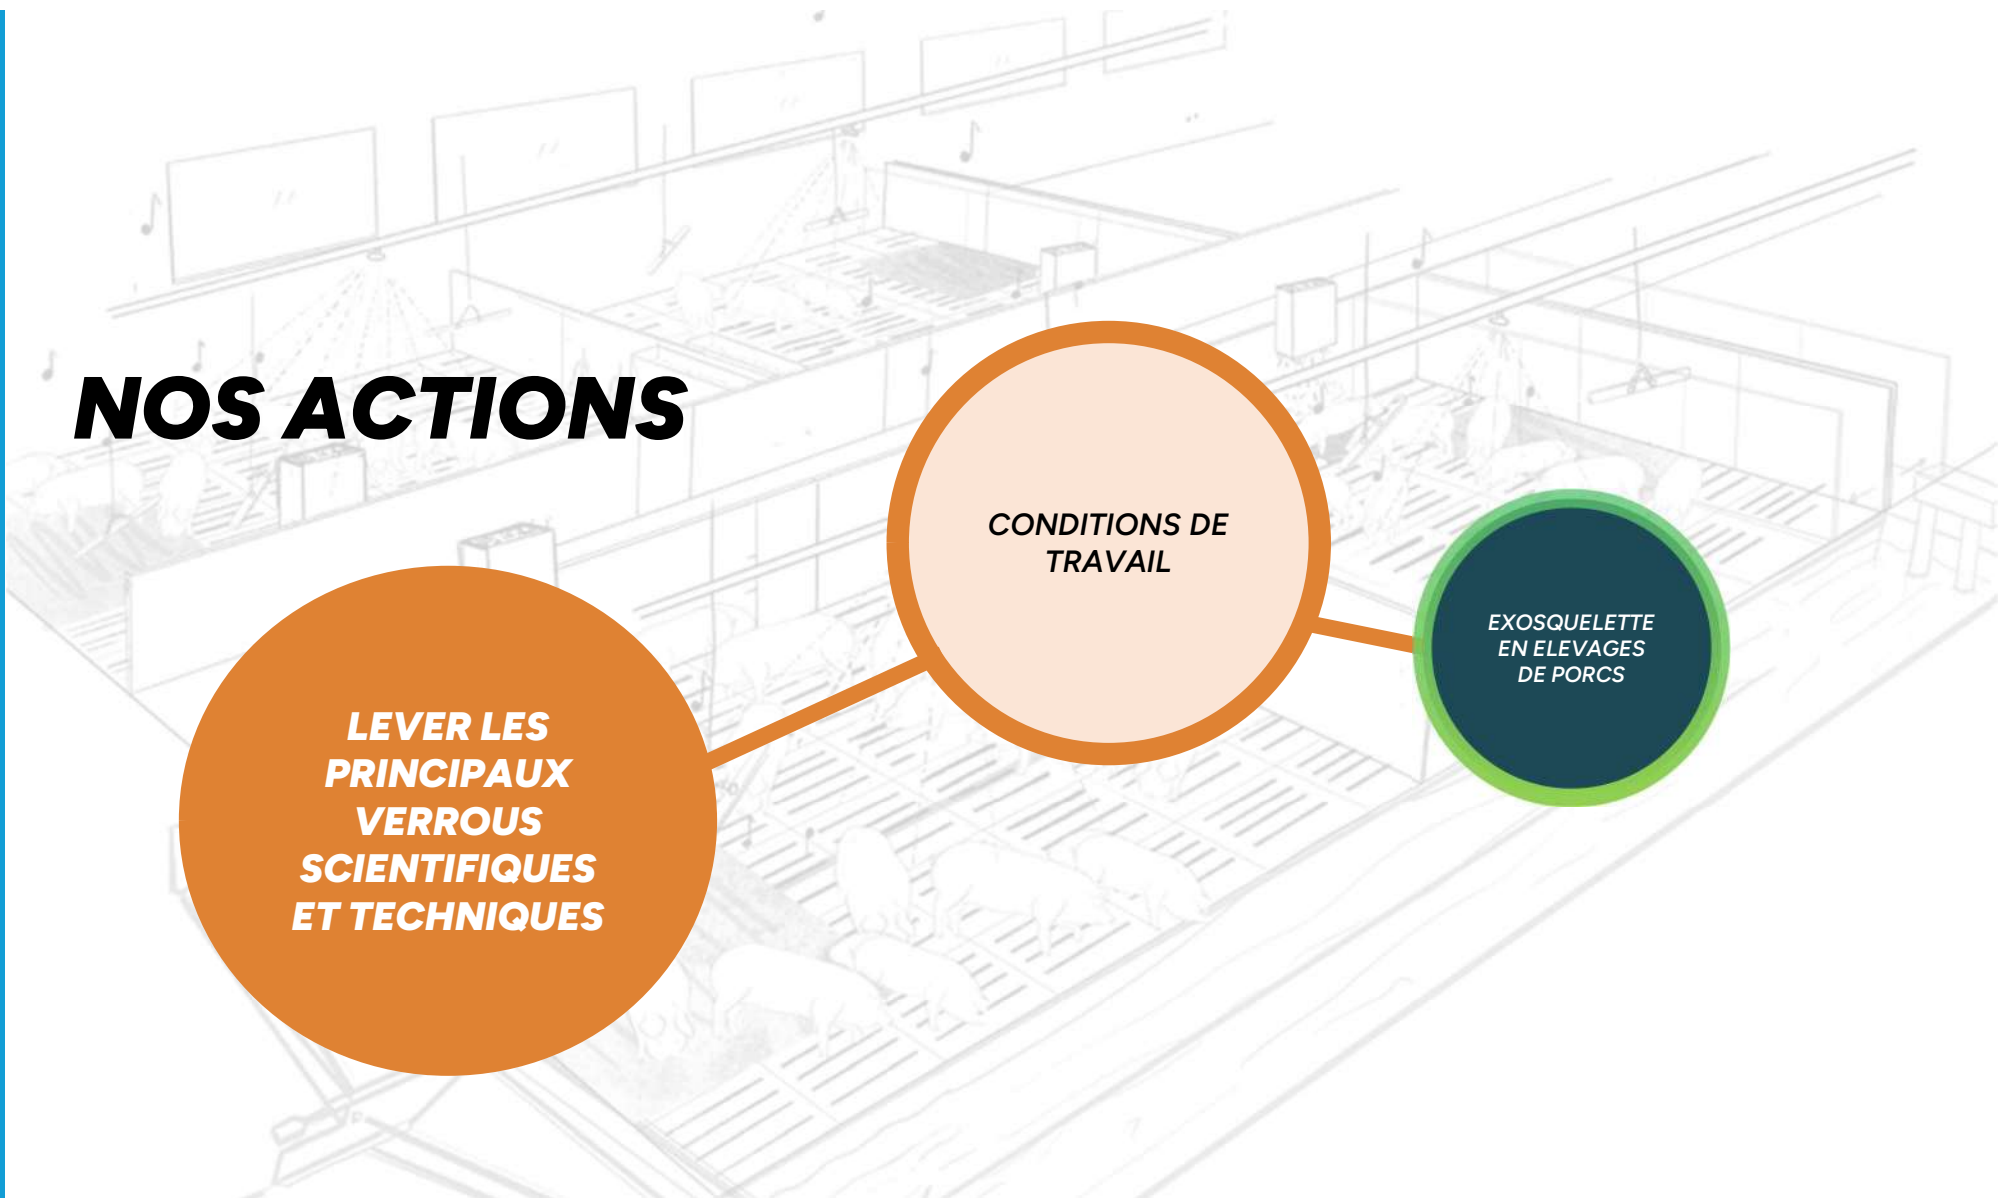 NOS ACTIONS
CONDITIONS DE
TRAVAIL
EXOSQUELETTE
EN ELEVAGES
DE PORCS
LEVER LES
PRINCIPAUX
VERROUS
SCIENTIFIQUES
ET TECHNIQUES